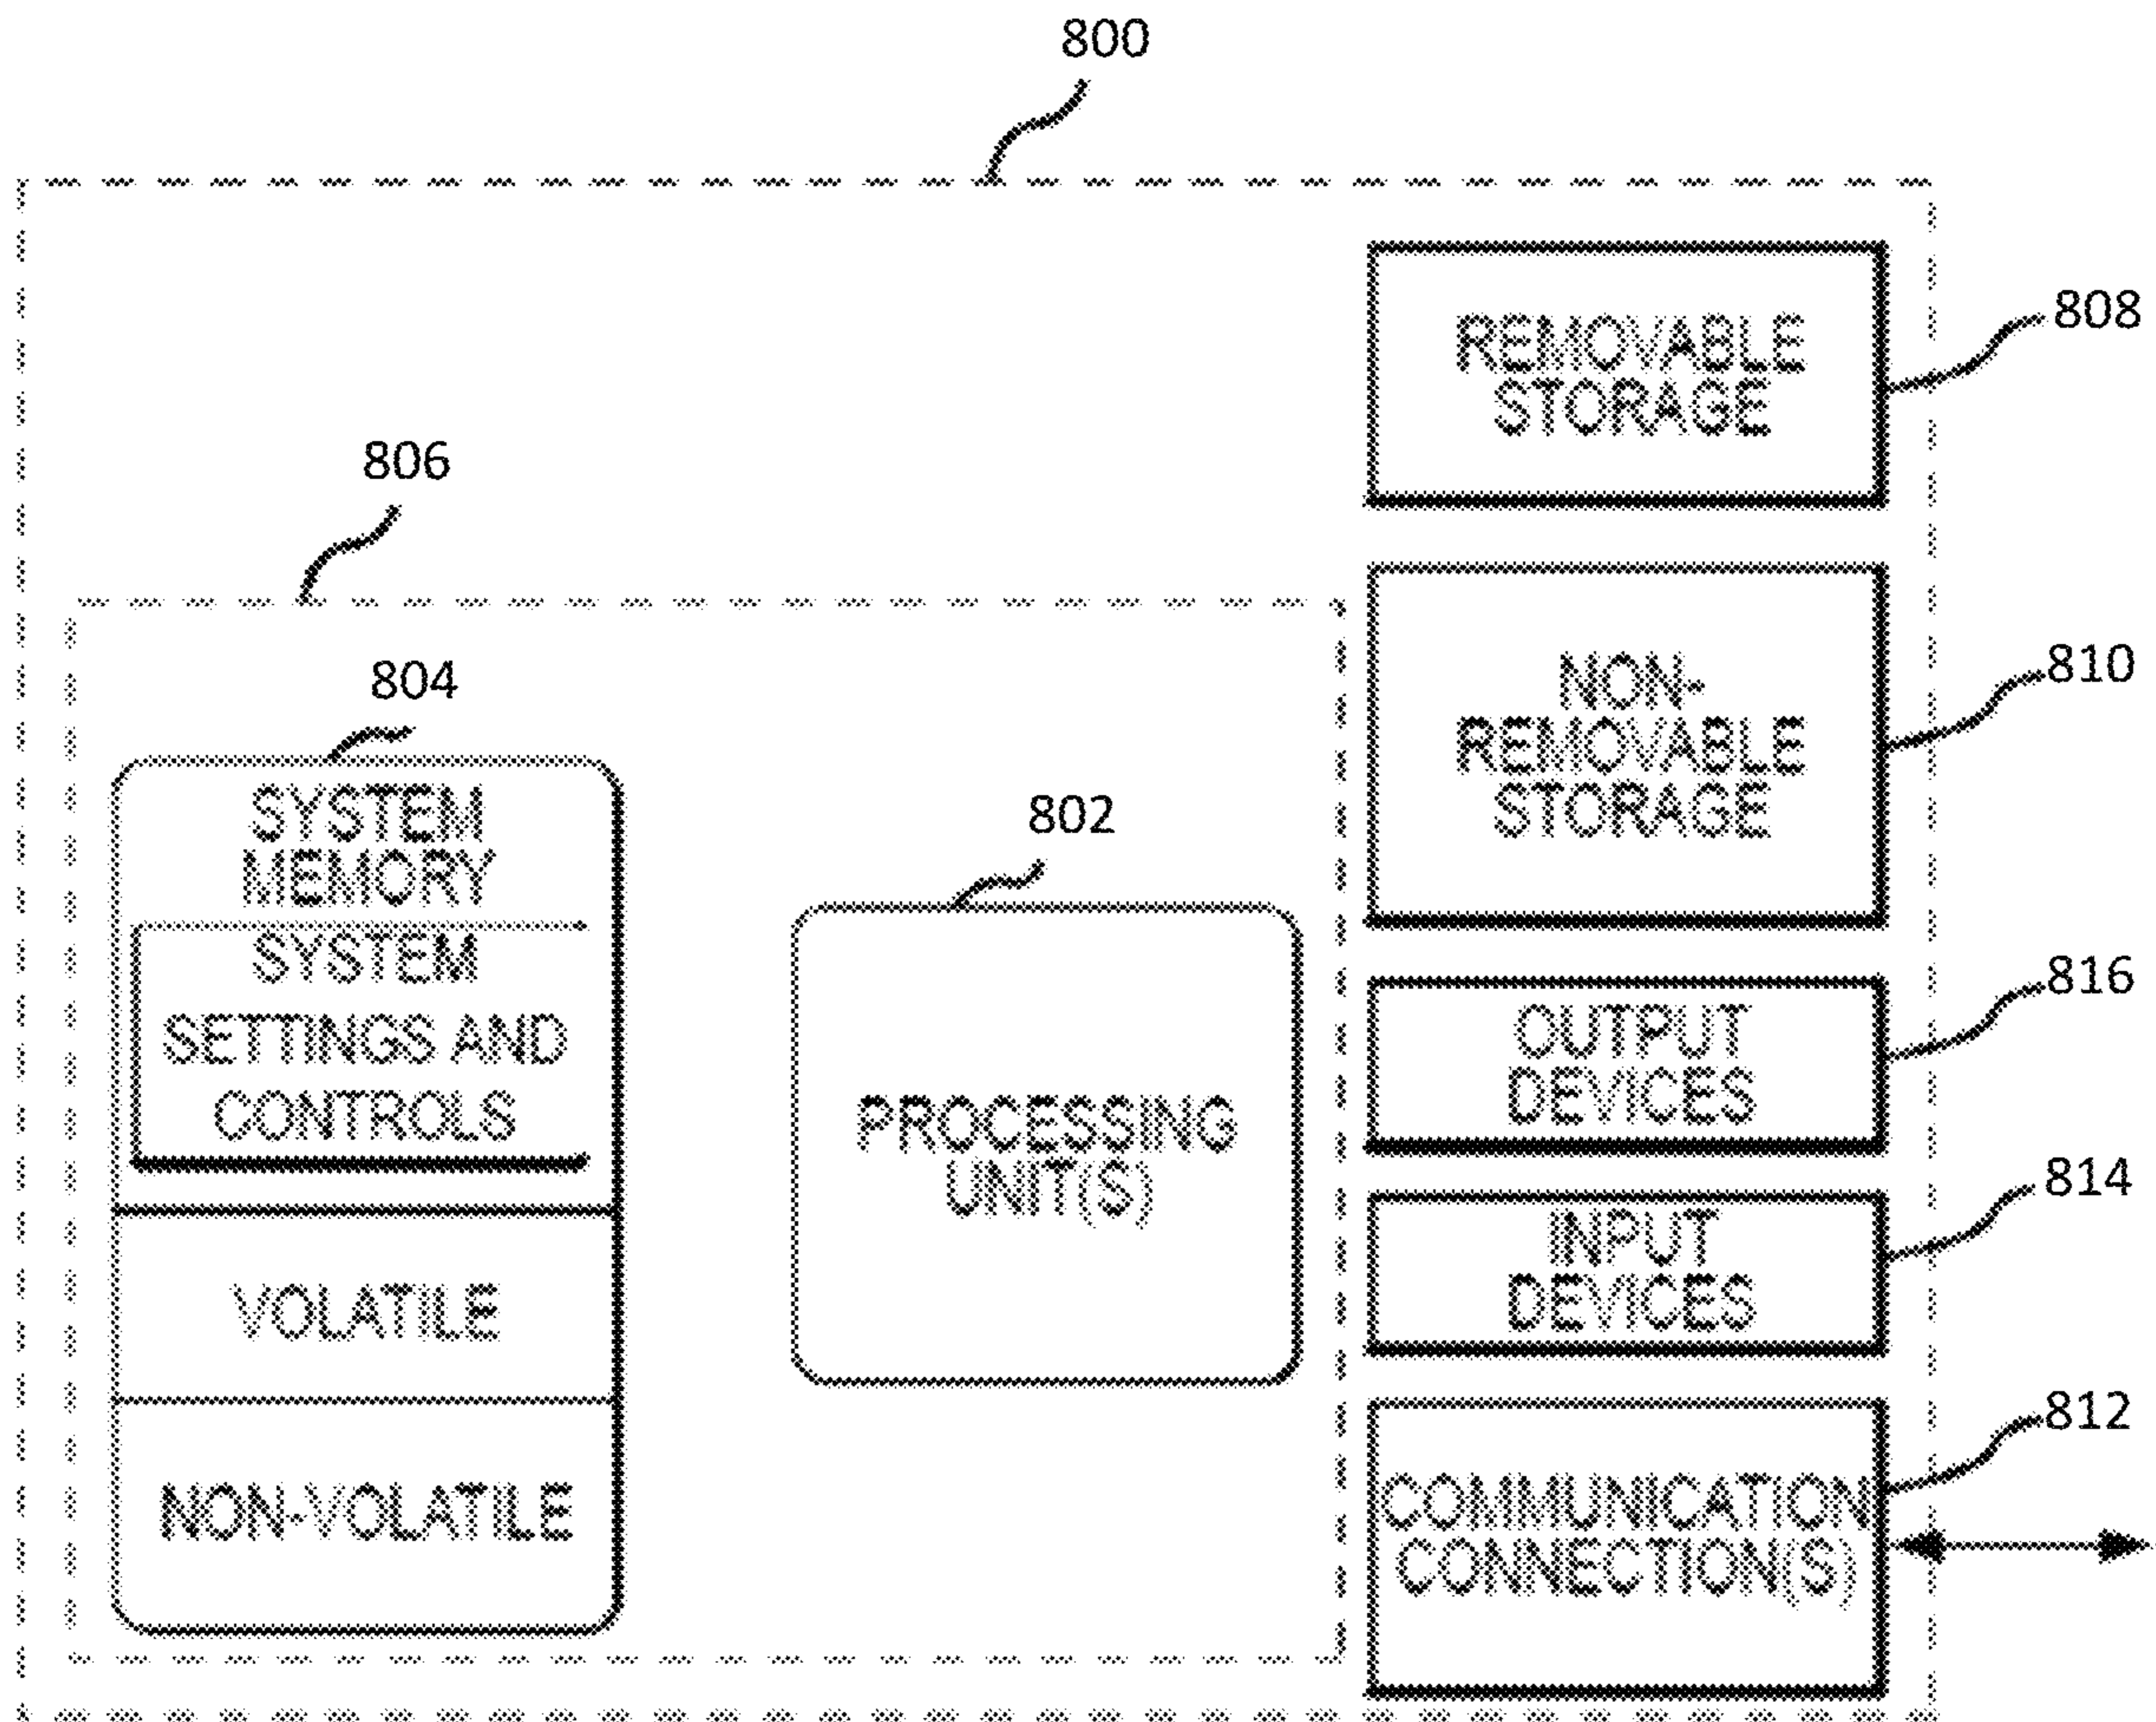 800
REMOVABLE
STORAGE
808
806
NON-
REMOVABLE
STORAGE
810
804
SYSTEM
MEMORY
SYSTEM
SETTINGS AND
CONTROLS
VOLATILE
NON-VOLATILE
802
PROCESSING
UNIT(S)
OUTPUT
DEVICES
816
INPUT
DEVICES
814
COMMUNICATION
CONNECTION(S)
812